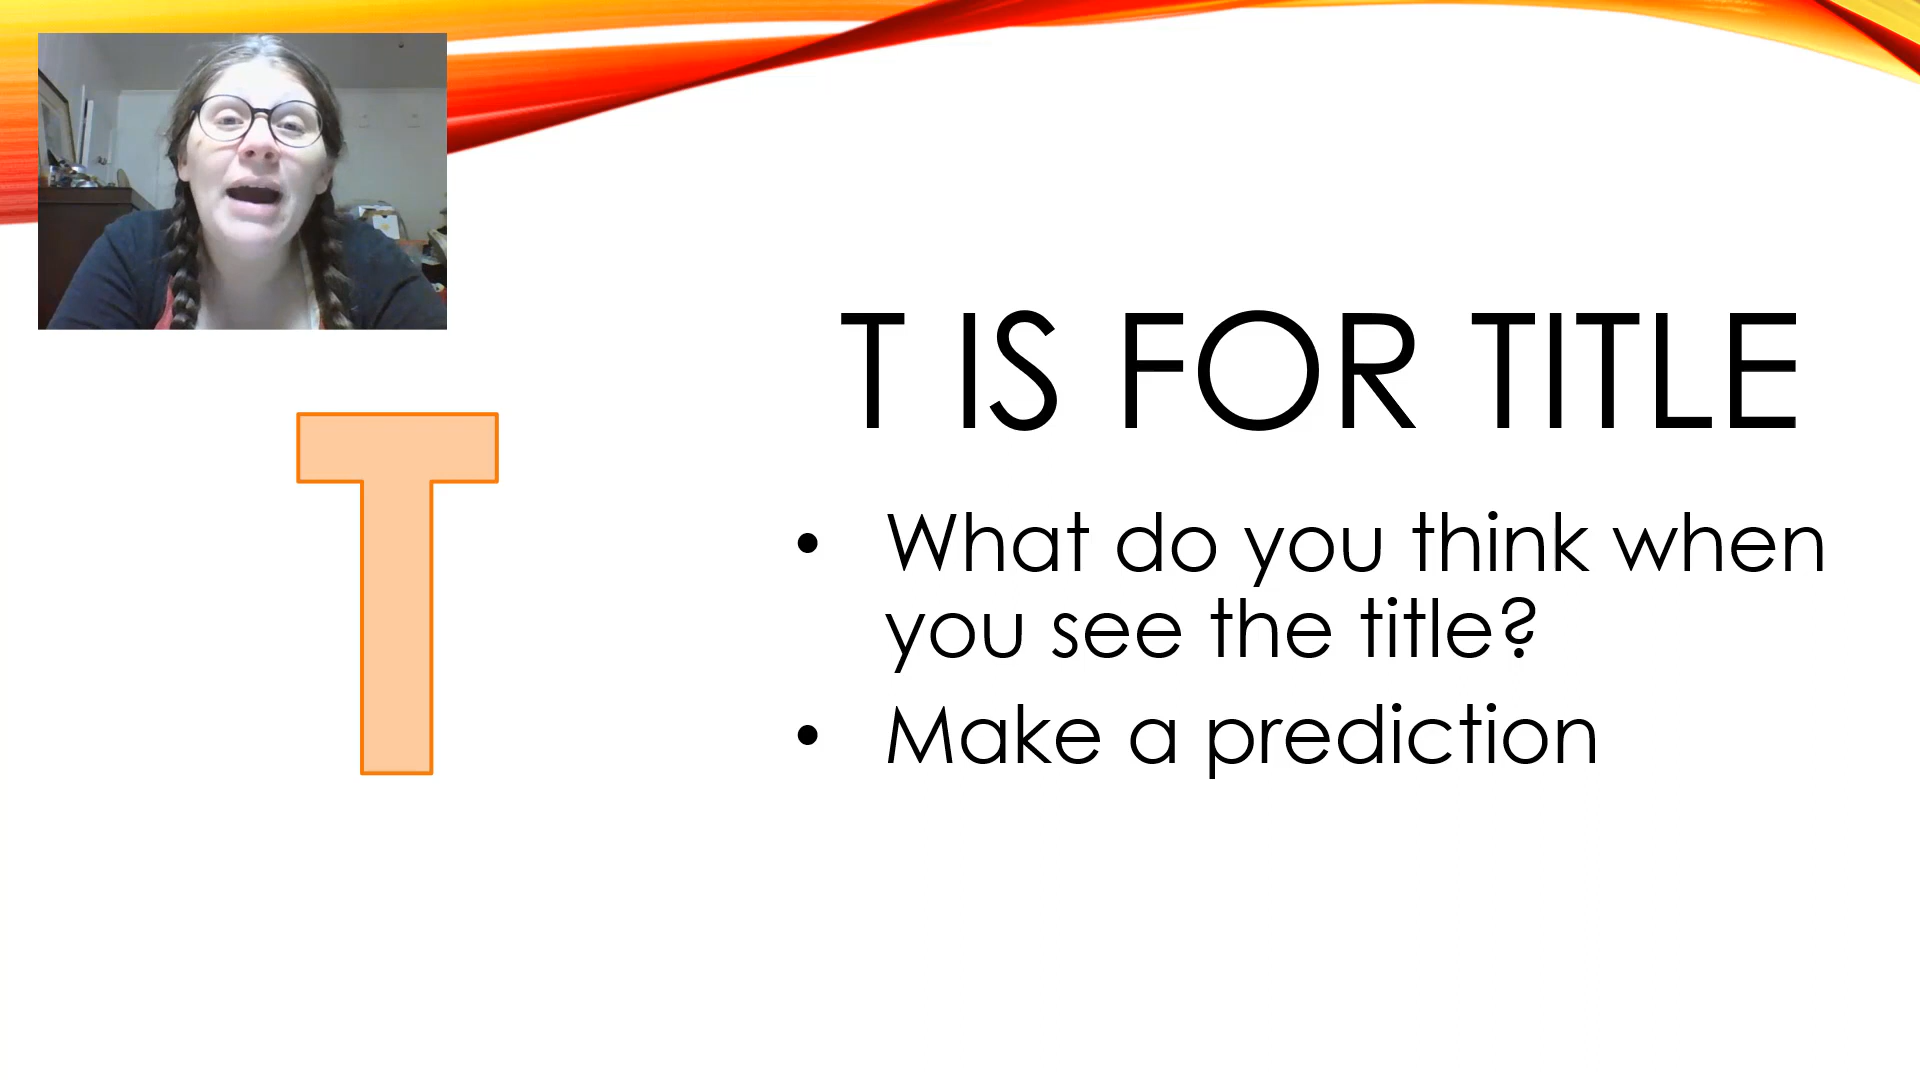 T
T IS FOR TITLE
• What do you think when
you see the title?
• Make a prediction